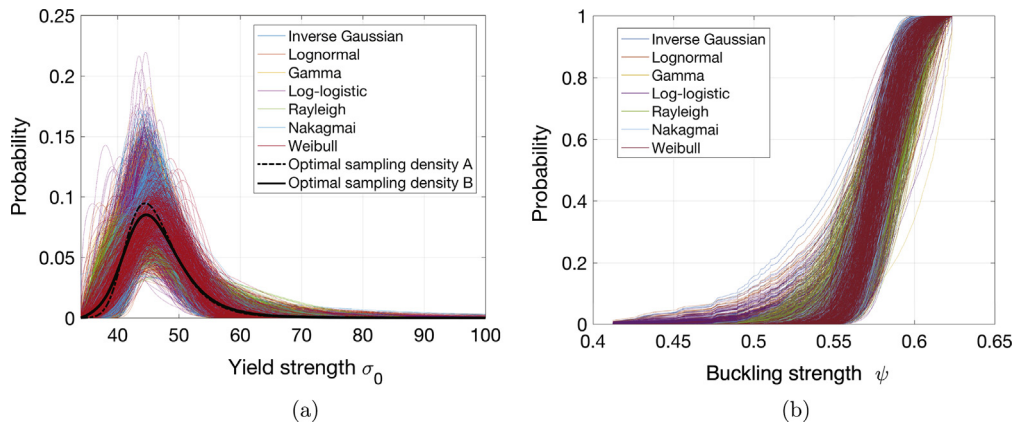 0.25
0.2
0.15
0.1
0.05
0
Probability
40
50
60
70
80
90
100
Yield strength σ₀
Inverse Gaussian
Lognormal
Gamma
Log-logistic
Rayleigh
Nakagmai
Weibull
Optimal sampling density A
Optimal sampling density B
(a)
1
0.8
0.6
0.4
0.2
0
Probability
0.4
0.45
0.5
0.55
0.6
0.65
Buckling strength ψ
Inverse Gaussian
Lognormal
Gamma
Log-logistic
Rayleigh
Nakagmai
Weibull
(b)